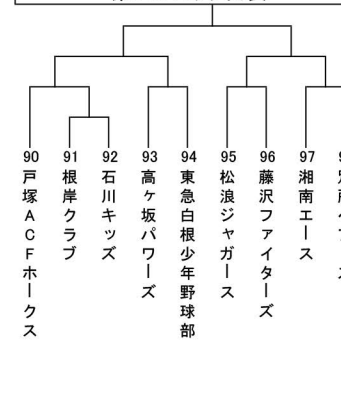 90 戸塚ACFホークス
91 根岸クラブ
92 石川キッズ
93 高ヶ坂パワーズ
94 東急白根少年野球部
95 松浪ジャガーズ
96 藤沢ファイターズ
97 湘南エース